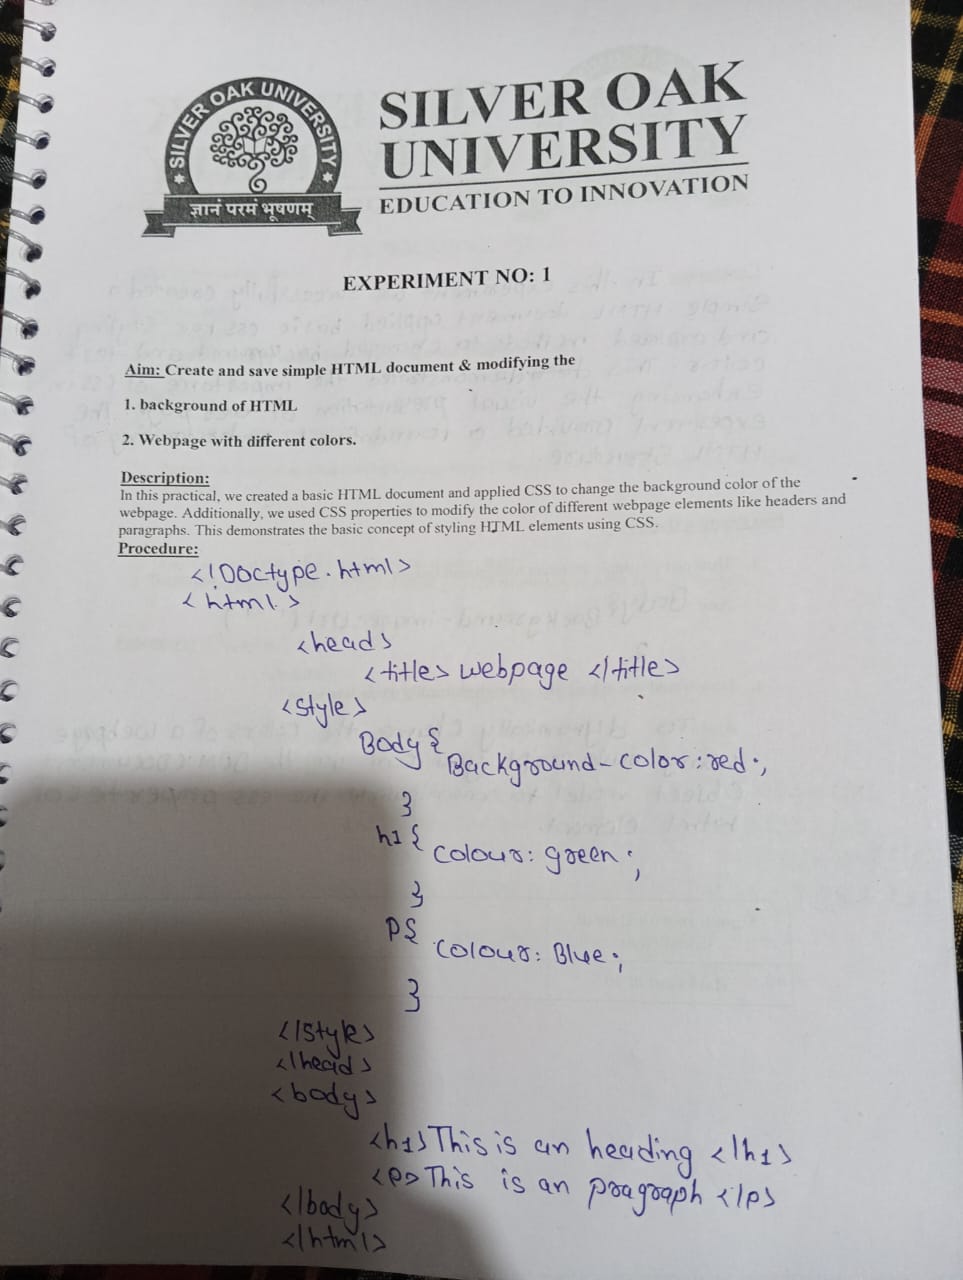 SILVER OAK UNIVERSITY
ज्ञानं परमं भूषणम्
SILVER OAK
UNIVERSITY
EDUCATION TO INNOVATION
EXPERIMENT NO: 1
Aim: Create and save simple HTML document & modifying the
1. background of HTML
2. Webpage with different colors.
Description:
In this practical, we created a basic HTML document and applied CSS to change the background color of the
webpage. Additionally, we used CSS properties to modify the color of different webpage elements like headers and
paragraphs. This demonstrates the basic concept of styling HTML elements using CSS.
Procedure:
<!Doctype.html>
<html>
<head>
<title> webpage </title>
<style>
Body {
Background-color: red;
}
h1 {
colour: green;
}
P{
colour: Blue;
}
</style>
</head>
<body>
<h1> This is an heading </h1>
<P> This is an pragraph </p>
</body>
</html>